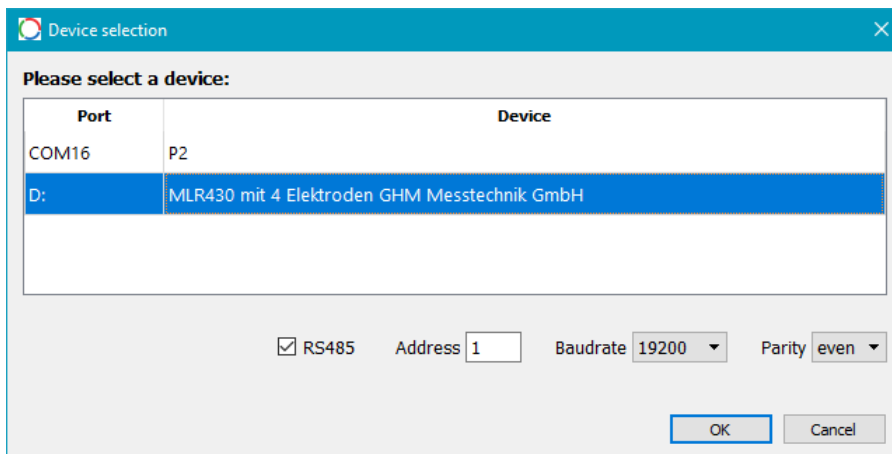 Device selection
Please select a device:
Port Device
COM16 P2
D: MLR430 mit 4 Elektroden GHM Messtechnik GmbH
RS485 Address 1 Baudrate 19200 Parity even
OK Cancel